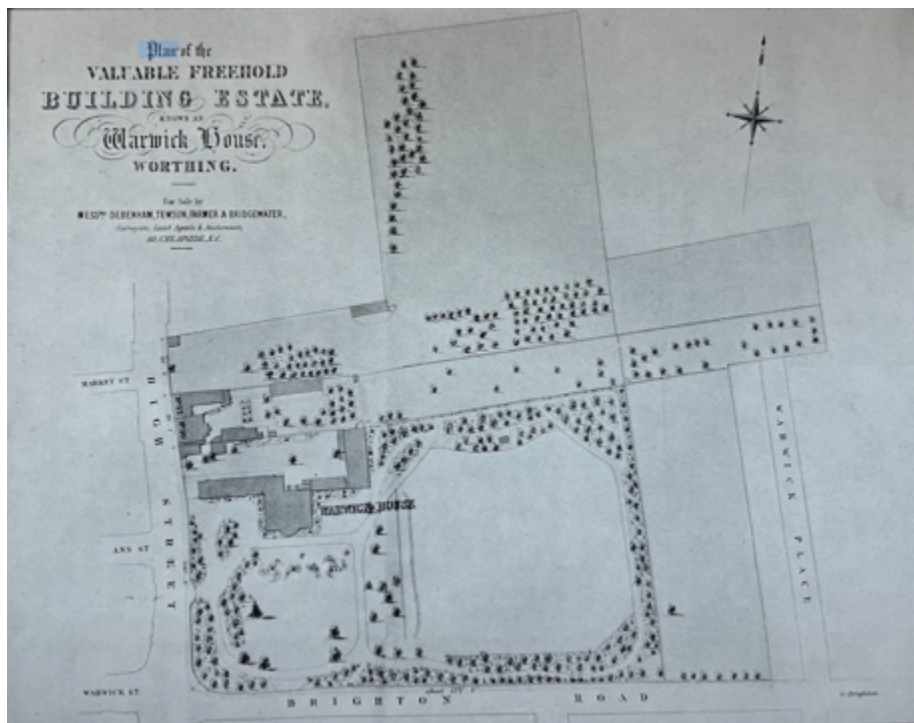 Plan of the
VALUABLE FREEHOLD
BUILDING ESTATE,
KNOWN AS
Warwick House,
WORTHING.
For Sale by
MESSRS DEBENHAM, TEWSON, FARMER & BRIDGEWATER,
Surveyors, Land Agents & Auctioneers,
80, CHEAPSIDE, E.C.
MARKET ST
HIGH STREET
WARWICK PLACE
WARWICK HOUSE
ANN ST
WARWICK ST.
about
BRIGHTON ROAD
to Brighton